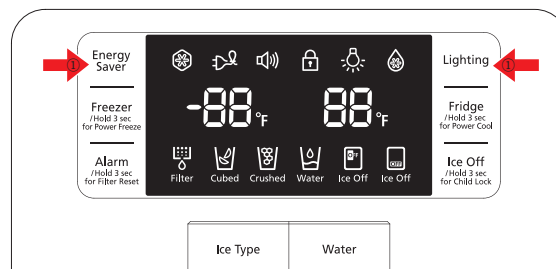 Energy
Saver
①
Lighting
①
Freezer
/Hold 3 sec
for Power Freeze
-88 °F
88 °F
Fridge
/Hold 3 sec
for Power Cool
Alarm
/Hold 3 sec
for Filter Reset
OFF
OFF
Filter
Cubed
Crushed
Water
Ice Off
Ice Off
Ice Off
/Hold 3 sec
for Child Lock
Ice Type
Water